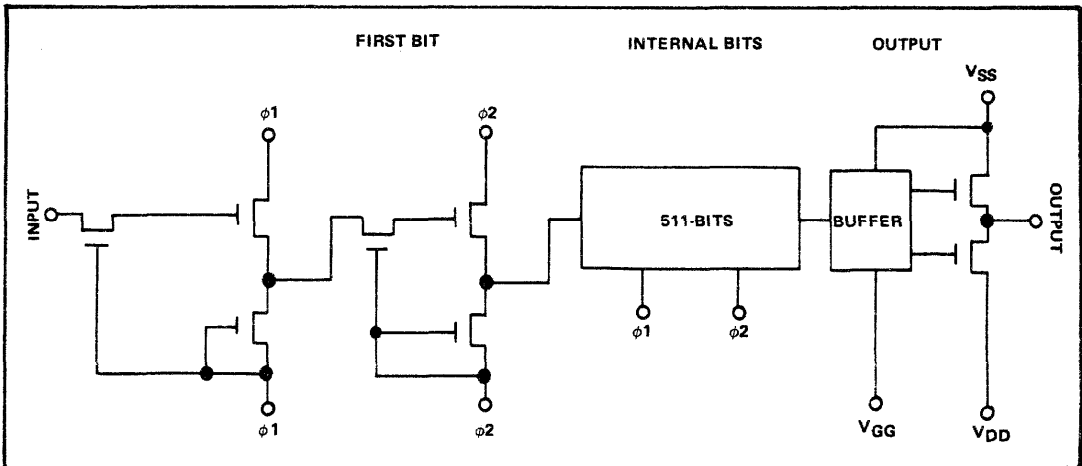 FIRST BIT
INTERNAL BITS
OUTPUT
VSS
φ1
φ2
INPUT
511-BITS
BUFFER
OUTPUT
φ1
φ2
φ1
φ2
VGG
VDD